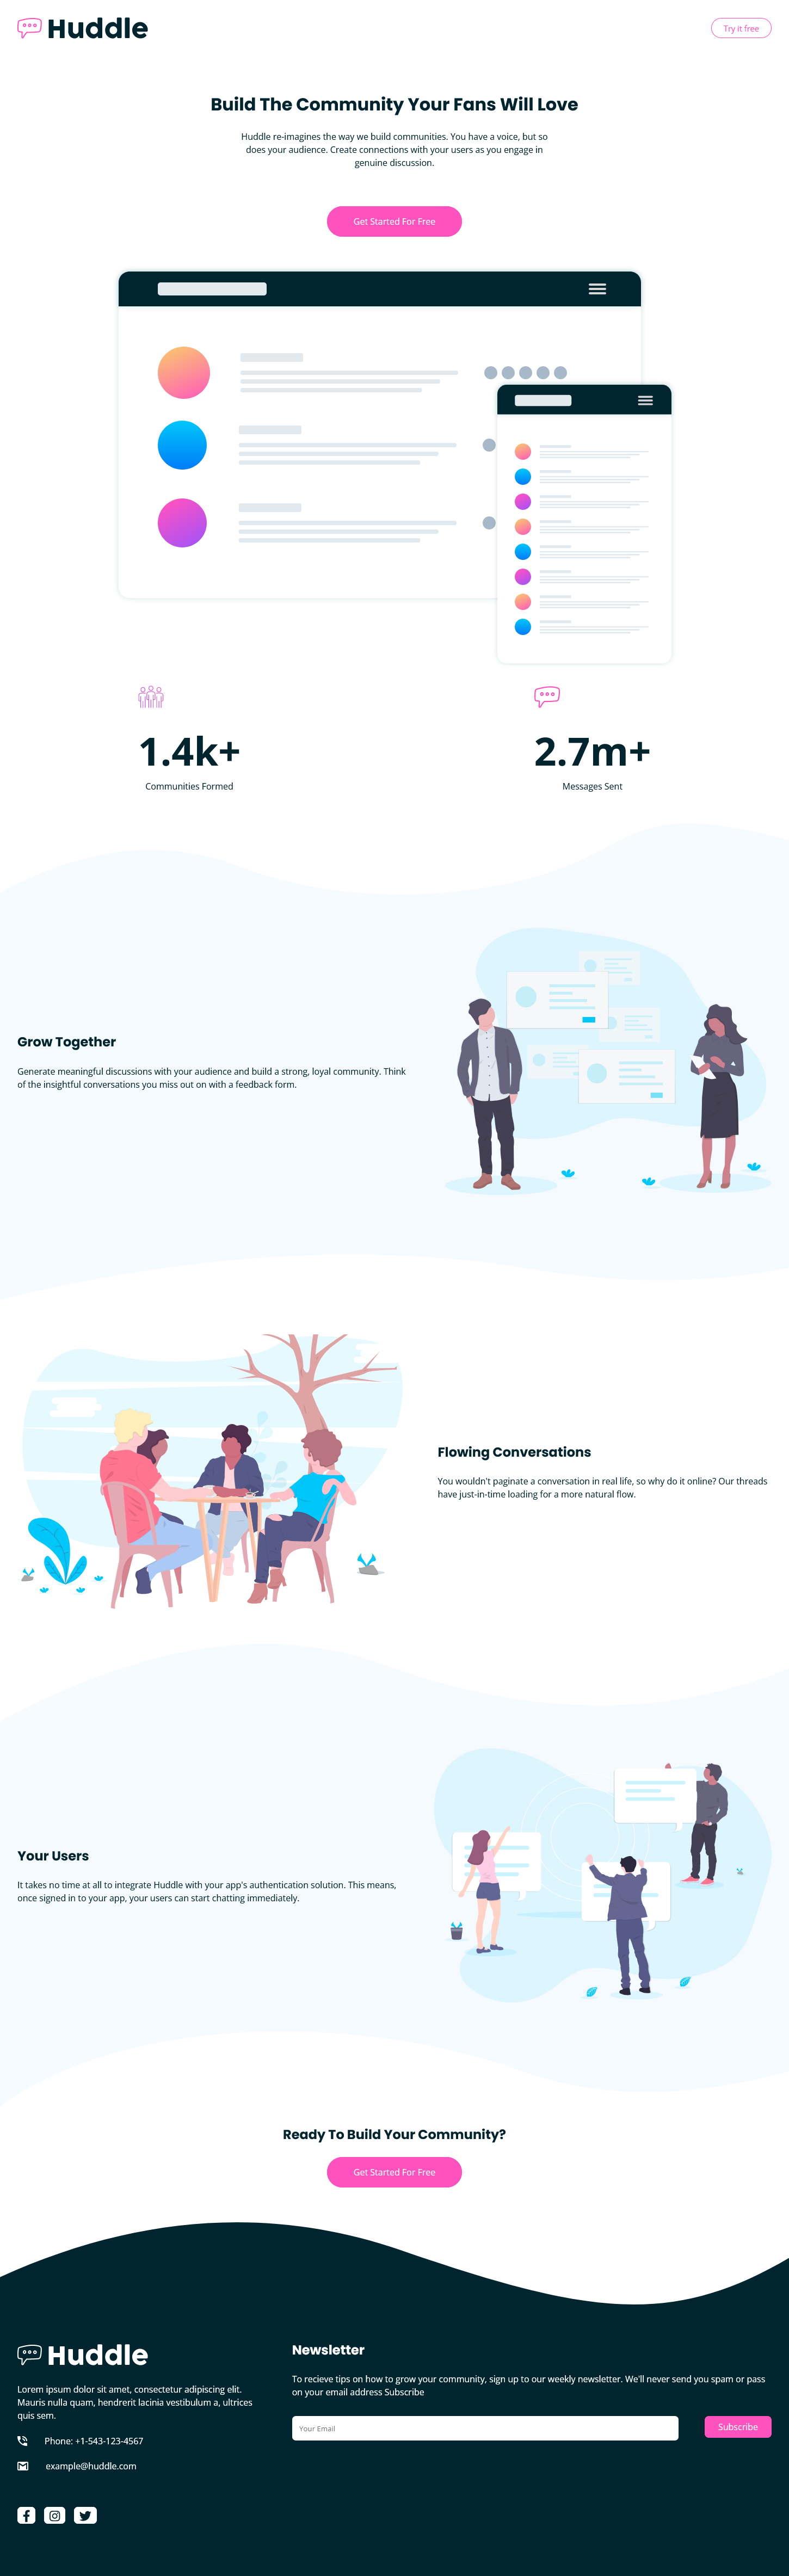 Huddle
Try it free
Build The Community Your Fans Will Love
Huddle re-imagines the way we build communities. You have a voice, but so
does your audience. Create connections with your users as you engage in
genuine discussion.
Get Started For Free
1.4k+
Communities Formed
2.7m+
Messages Sent
Grow Together
Generate meaningful discussions with your audience and build a strong, loyal community. Think
of the insightful conversations you miss out on with a feedback form.
Flowing Conversations
You wouldn't paginate a conversation in real life, so why do it online? Our threads
have just-in-time loading for a more natural flow.
Your Users
It takes no time at all to integrate Huddle with your app's authentication solution. This means,
once signed in to your app, your users can start chatting immediately.
Ready To Build Your Community?
Get Started For Free
Huddle
Lorem ipsum dolor sit amet, consectetur adipiscing elit.
Mauris nulla quam, hendrerit lacinia vestibulum a, ultrices
quis sem.
Phone: +1-543-123-4567
example@huddle.com
Newsletter
To recieve tips on how to grow your community, sign up to our weekly newsletter. We'll never send you spam or pass
on your email address Subscribe
Your Email
Subscribe